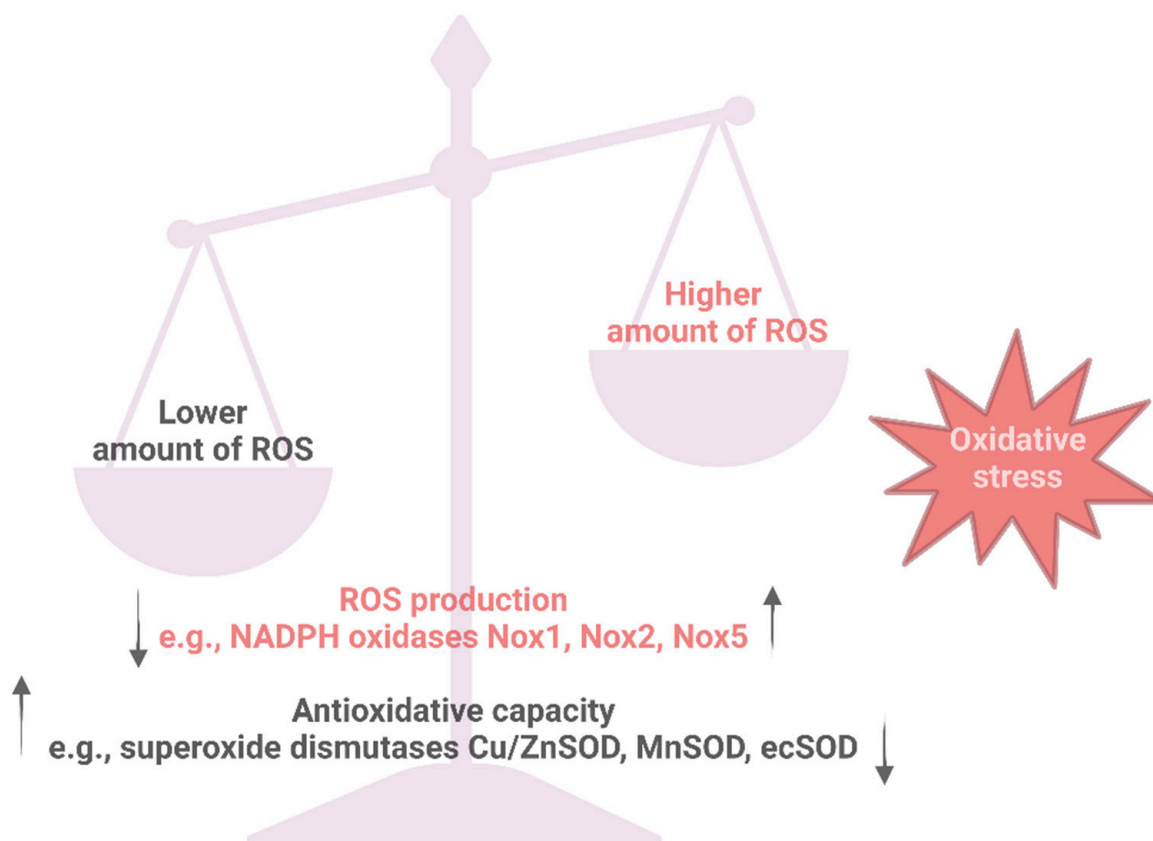 Higher
amount of ROS
Lower
amount of ROS
Oxidative
stress
ROS production
e.g., NADPH oxidases Nox1, Nox2, Nox5
Antioxidative capacity
e.g., superoxide dismutases Cu/ZnSOD, MnSOD, ecSOD